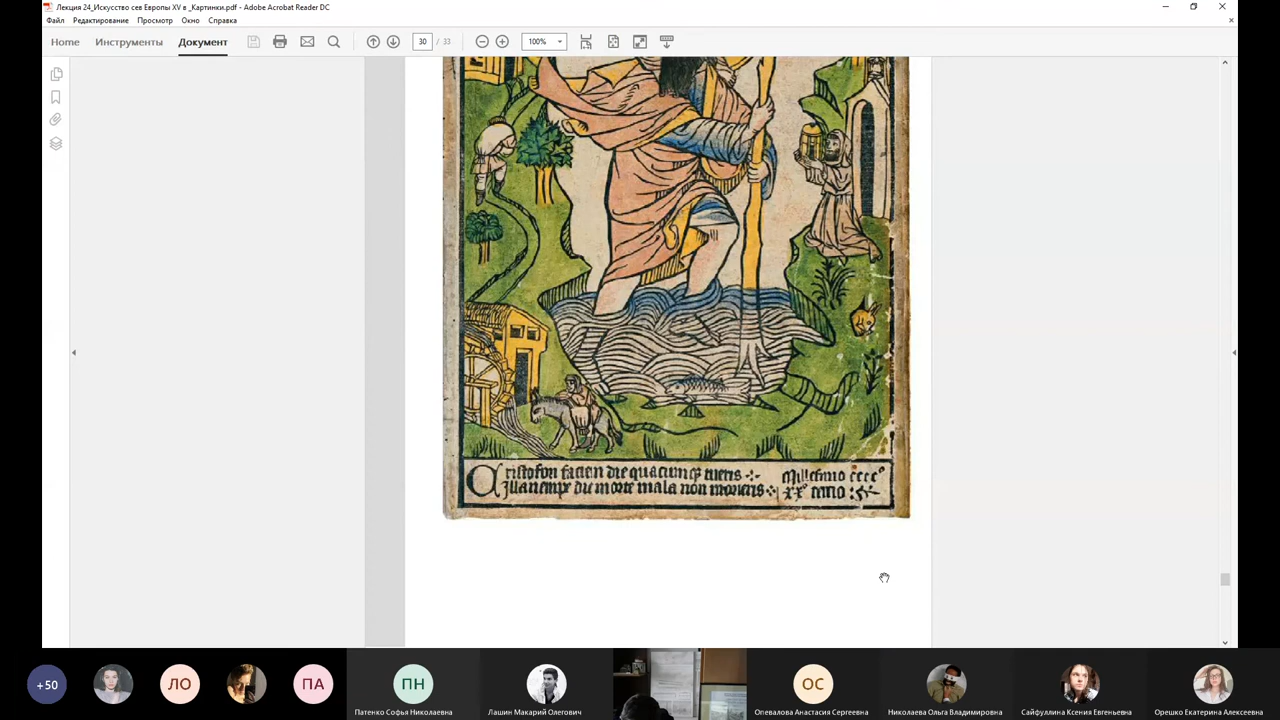 Лекция 24_Искусство сев Европы XV в _Картинки.pdf - Adobe Acrobat Reader DC
Файл Редактирование Просмотр Окно Справка
Home Инструменты Документ 30 / 33 100%
Cristofori faciem die quacunque tueris
Illa nempe die morte mala non morieris
Millesimo cccc°
xx° anno
+50 ЛО ПА ПН ОС
Патенко Софья Николаевна Лашин Макарий Олегович Опевалова Анастасия Сергеевна Николаева Ольга Владимировна Сайфуллина Ксения Евгеньевна Орешко Екатерина Алексеевна